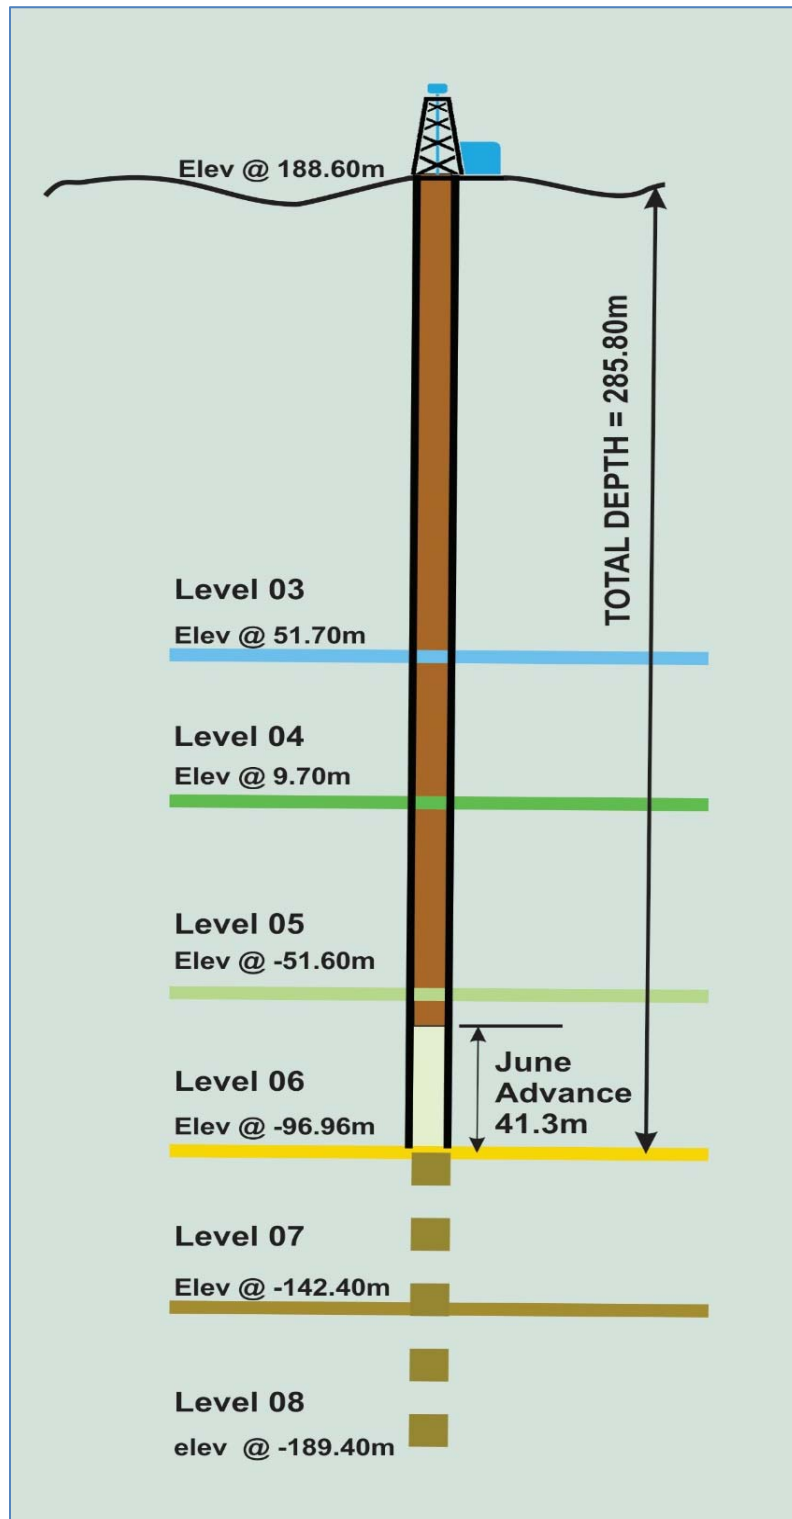 Elev @ 188.60m
TOTAL DEPTH = 285.80m
Level 03
Elev @ 51.70m
Level 04
Elev @ 9.70m
Level 05
Elev @ -51.60m
June
Advance
41.3m
Level 06
Elev @ -96.96m
Level 07
Elev @ -142.40m
Level 08
elev @ -189.40m